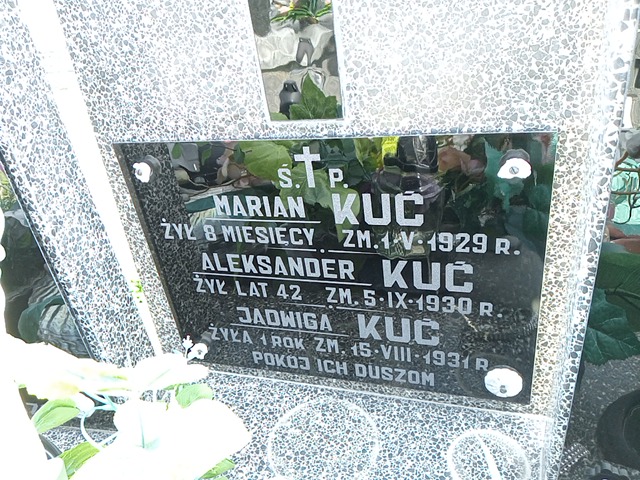 Ś. P.
MARIAN KUĆ
ŻYŁ 8 MIESIĘCY ZM. 1·V·1929 R.
ALEKSANDER KUĆ
ŻYŁ LAT 42 ZM. 5·IX·1930 R.
JADWIGA KUĆ
ŻYŁA 1 ROK ZM. 15·VIII·1931 R.
POKÓJ ICH DUSZOM